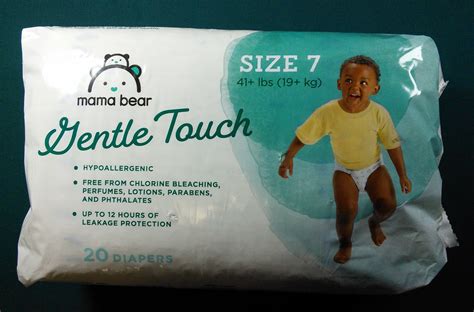 mama bear
SIZE 7
41+ lbs (19+ kg)
Gentle Touch
• HYPOALLERGENIC
• FREE FROM CHLORINE BLEACHING,
PERFUMES, LOTIONS, PARABENS,
AND PHTHALATES
• UP TO 12 HOURS OF
LEAKAGE PROTECTION
20 DIAPERS